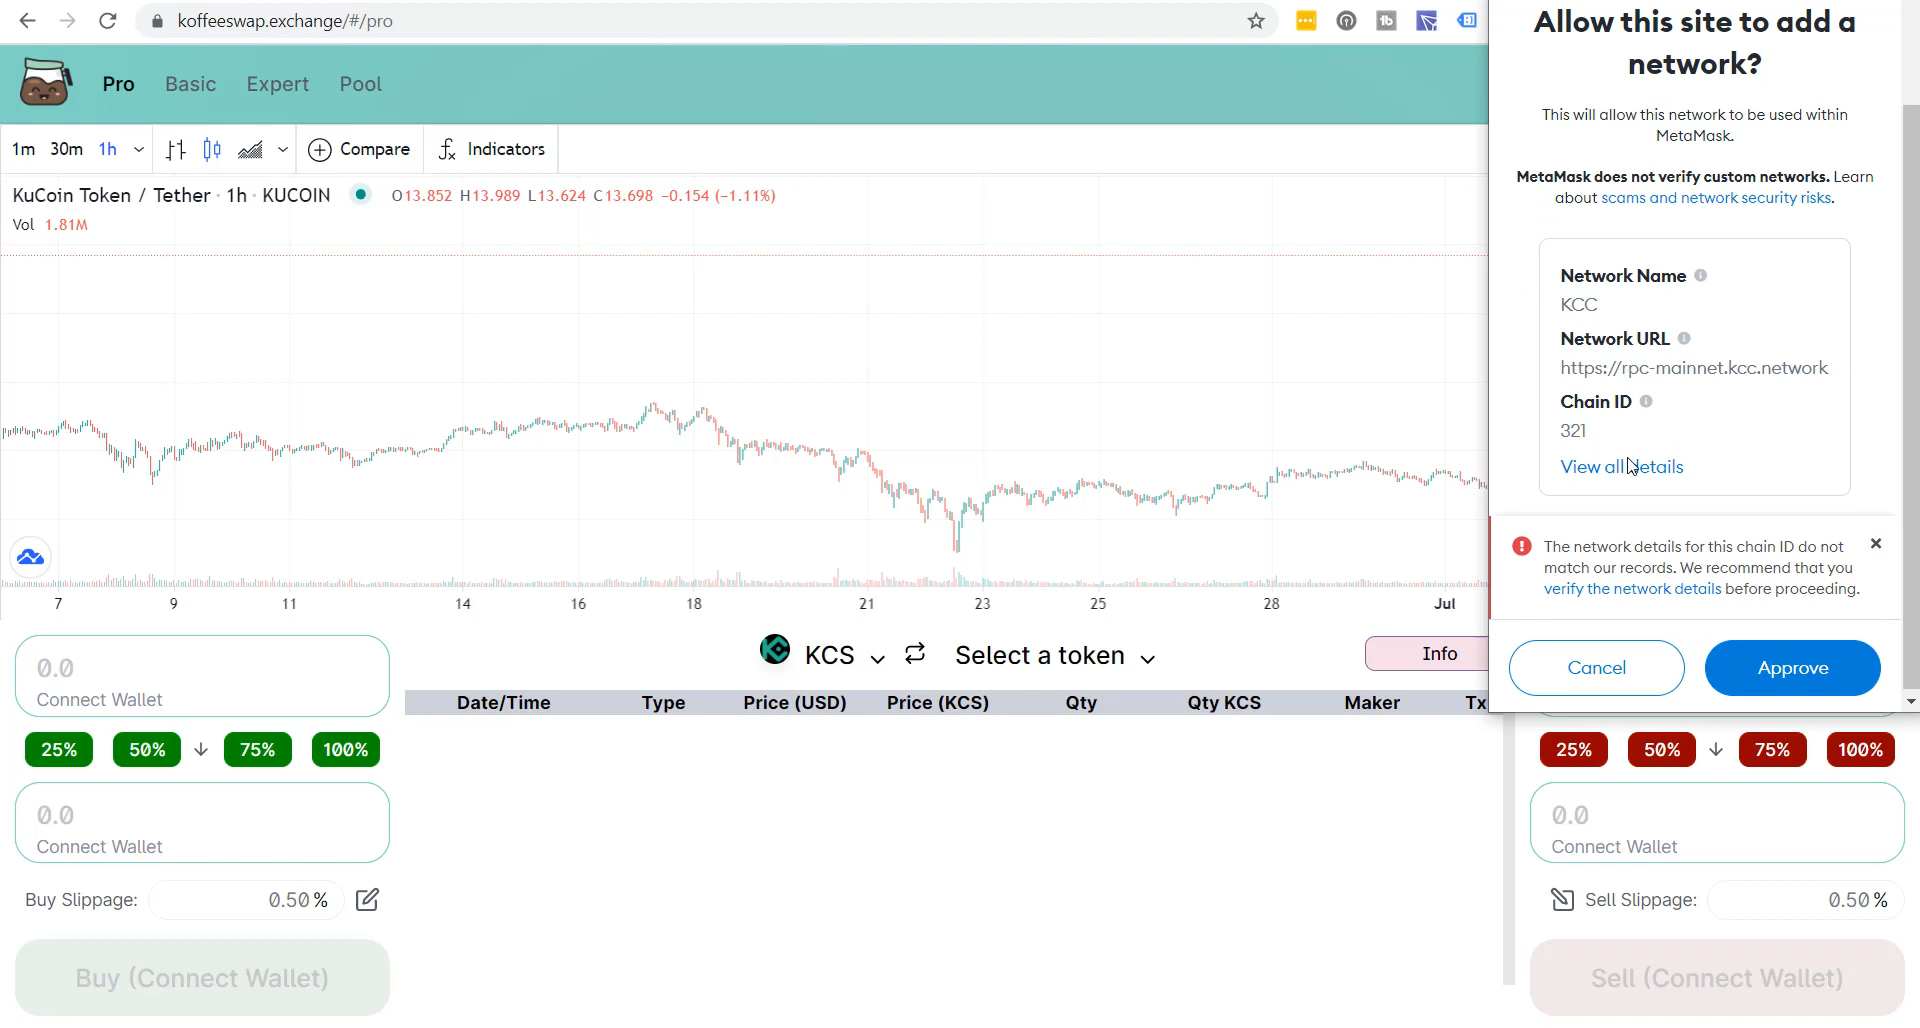 koffeeswap.exchange/#/pro
Pro Basic Expert Pool
1m 30m 1h Compare Indicators
KuCoin Token / Tether · 1h · KUCOIN O13.852 H13.989 L13.624 C13.698 −0.154 (−1.11%)
Vol 1.81M
7 9 11 14 16 18 21 23 25 28 Jul
0.0
Connect Wallet
25% 50% 75% 100%
0.0
Connect Wallet
Buy Slippage: 0.50 %
Buy (Connect Wallet)
KCS Select a token Info
Date/Time Type Price (USD) Price (KCS) Qty Qty KCS Maker Tx
Allow this site to add a
network?
This will allow this network to be used within
MetaMask.
MetaMask does not verify custom networks. Learn
about scams and network security risks.
Network Name
KCC
Network URL
https://rpc-mainnet.kcc.network
Chain ID
321
View all details
The network details for this chain ID do not
match our records. We recommend that you
verify the network details before proceeding.
Cancel Approve
25% 50% 75% 100%
0.0
Connect Wallet
Sell Slippage: 0.50 %
Sell (Connect Wallet)